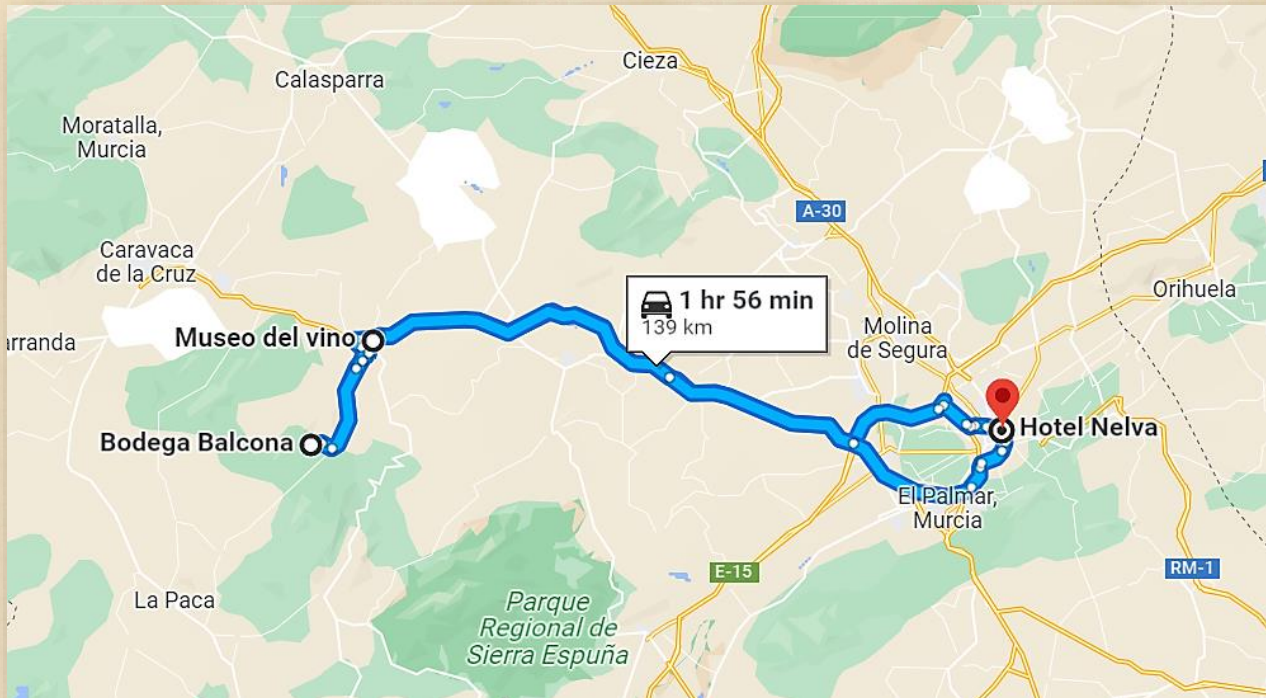 Cieza
Calasparra
Moratalla,
Murcia
A-30
Caravaca
de la Cruz
Orihuela
1 hr 56 min
139 km
Molina
de Segura
arranda
Museo del vino
Hotel Nelva
Bodega Balcona
El Palmar,
Murcia
E-15
RM-1
La Paca
Parque
Regional de
Sierra Espuña